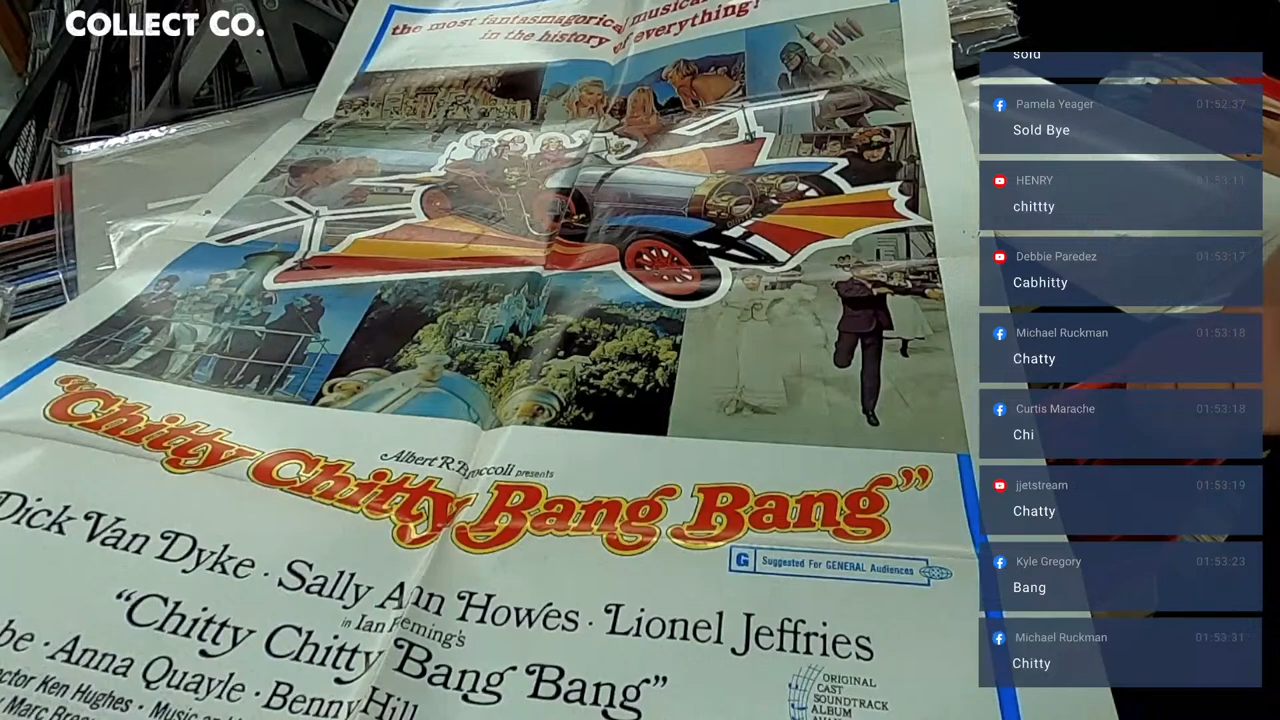 COLLECT CO.
the most fantasmagorical musical
in the history of everything!
"Chitty Chitty Bang Bang"
Albert R. Broccoli presents
G Suggested For GENERAL Audiences
Dick Van Dyke · Sally Ann Howes · Lionel Jeffries
in Ian Fleming's
"Chitty Chitty Bang Bang"
be · Anna Quayle · Benny Hill
ctor Ken Hughes · Music
Marc
ORIGINAL
CAST
SOUNDTRACK
ALBUM
sold
Pamela Yeager 01:52:37
Sold Bye
HENRY 01:53:11
chittty
Debbie Paredez 01:53:17
Cabhitty
Michael Ruckman 01:53:18
Chatty
Curtis Marache 01:53:18
Chi
jjetstream 01:53:19
Chatty
Kyle Gregory 01:53:23
Bang
Michael Ruckman 01:53:31
Chitty